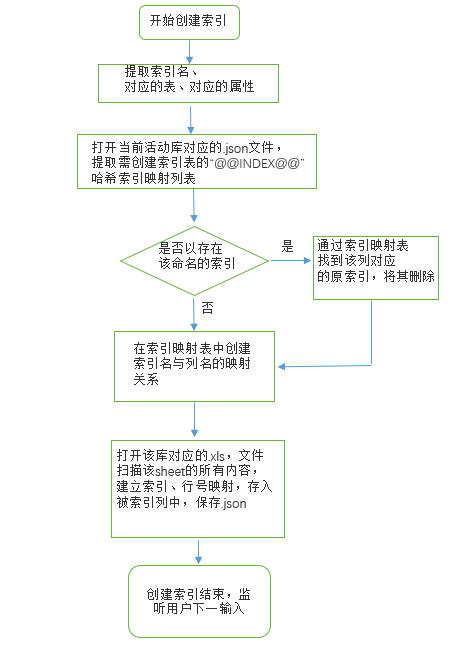 开始创建索引
提取索引名、
对应的表、对应的属性
打开当前活动库对应的.json文件，
提取需创建索引表的“@@INDEX@@”
哈希索引映射列表
是否以存在
该命名的索引
是
通过索引映射表
找到该列对应
的原索引，将其删除
否
在索引映射表中创建
索引名与列名的映射
关系
打开该库对应的.xls，文件
扫描该sheet的所有内容，
建立索引、行号映射，存入
被索引列中，保存.json
创建索引结束，监
听用户下一输入